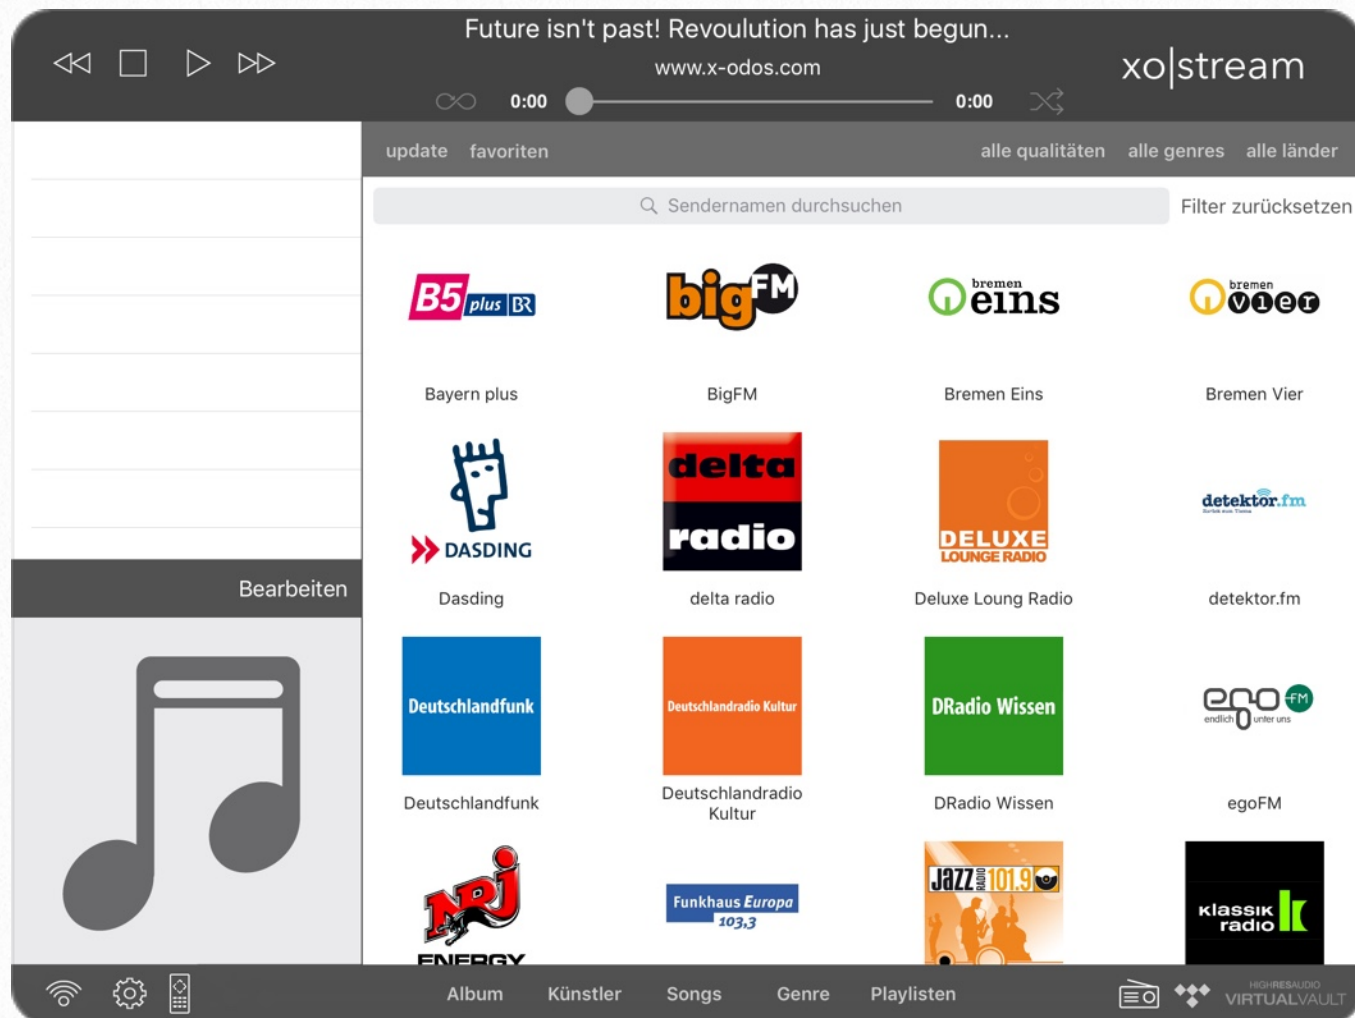 Future isn't past! Revoulution has just begun...
www.x-odos.com
xo|stream
0:00
0:00
update favoriten alle qualitäten alle genres alle länder
Sendernamen durchsuchen
Filter zurücksetzen
B5 plus BR
bigFM
bremen eins
bremen vier
Bayern plus
BigFM
Bremen Eins
Bremen Vier
DASDING
delta radio
DELUXE
LOUNGE RADIO
detektor.fm
Bearbeiten
Dasding
delta radio
Deluxe Loung Radio
detektor.fm
Deutschlandfunk
Deutschlandradio Kultur
DRadio Wissen
ego FM
endlich unter uns
Deutschlandfunk
Deutschlandradio
Kultur
DRadio Wissen
egoFM
NRJ
ENERGY
Funkhaus Europa
103,3
JAZZ RADIO 101.9
Klassik
radio
Album Künstler Songs Genre Playlisten
HIGHRESAUDIO
VIRTUALVAULT